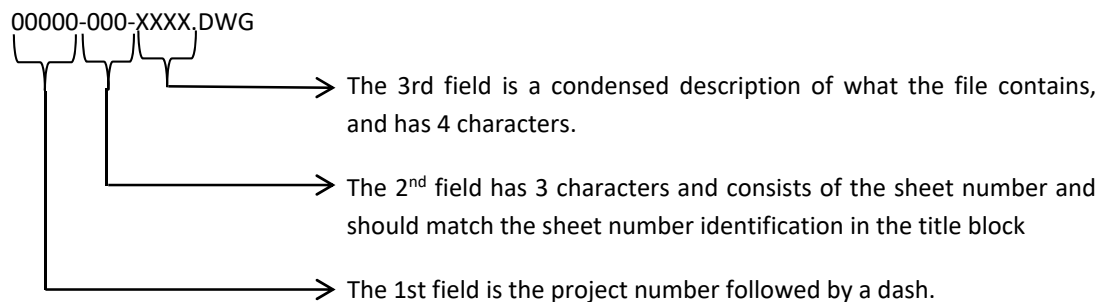 00000-000-XXXX.DWG
The 3rd field is a condensed description of what the file contains,
and has 4 characters.
The 2nd field has 3 characters and consists of the sheet number and
should match the sheet number identification in the title block
The 1st field is the project number followed by a dash.